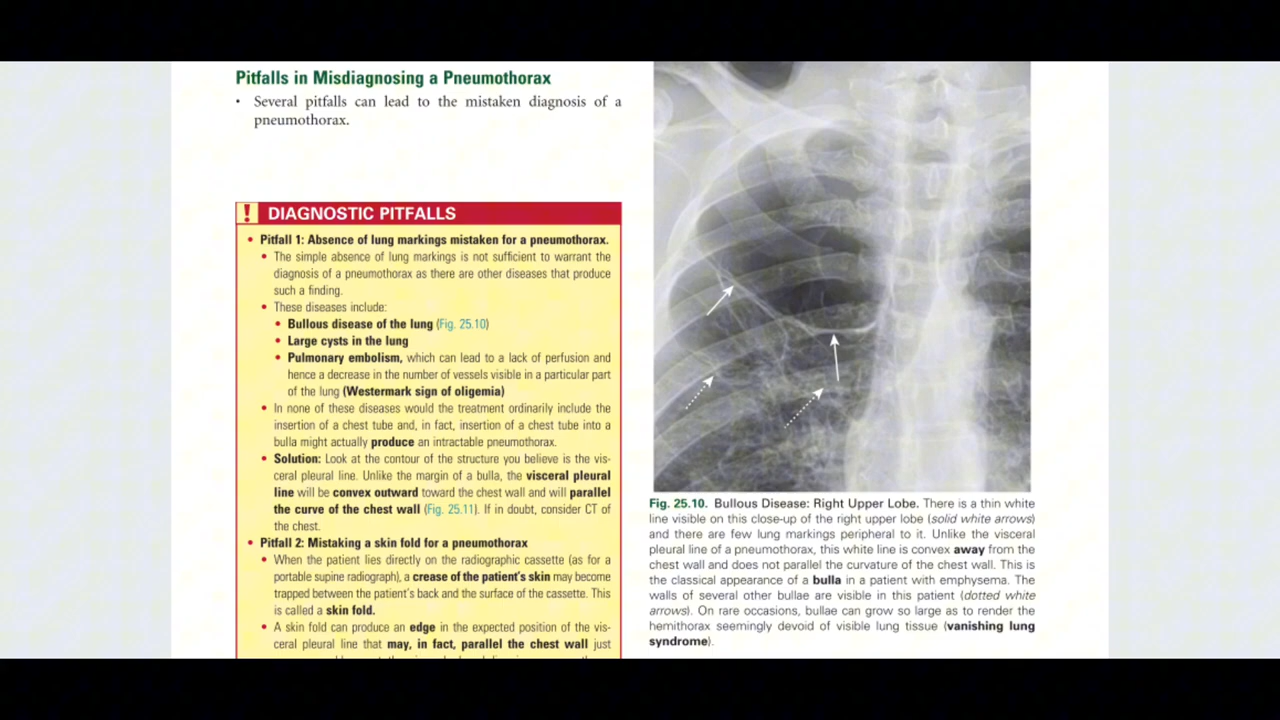 Pitfalls in Misdiagnosing a Pneumothorax
• Several pitfalls can lead to the mistaken diagnosis of a
pneumothorax.
! DIAGNOSTIC PITFALLS
• Pitfall 1: Absence of lung markings mistaken for a pneumothorax.
• The simple absence of lung markings is not sufficient to warrant the
diagnosis of a pneumothorax as there are other diseases that produce
such a finding.
• These diseases include:
• Bullous disease of the lung (Fig. 25.10)
• Large cysts in the lung
• Pulmonary embolism, which can lead to a lack of perfusion and
hence a decrease in the number of vessels visible in a particular part
of the lung (Westermark sign of oligemia)
• In none of these diseases would the treatment ordinarily include the
insertion of a chest tube and, in fact, insertion of a chest tube into a
bulla might actually produce an intractable pneumothorax.
• Solution: Look at the contour of the structure you believe is the vis-
ceral pleural line. Unlike the margin of a bulla, the visceral pleural
line will be convex outward toward the chest wall and will parallel
the curve of the chest wall (Fig. 25.11). If in doubt, consider CT of
the chest.
• Pitfall 2: Mistaking a skin fold for a pneumothorax
• When the patient lies directly on the radiographic cassette (as for a
portable supine radiograph), a crease of the patient's skin may become
trapped between the patient's back and the surface of the cassette. This
is called a skin fold.
• A skin fold can produce an edge in the expected position of the vis-
ceral pleural line that may, in fact, parallel the chest wall just
Fig. 25.10. Bullous Disease: Right Upper Lobe. There is a thin white
line visible on this close-up of the right upper lobe (solid white arrows)
and there are few lung markings peripheral to it. Unlike the visceral
pleural line of a pneumothorax, this white line is convex away from the
chest wall and does not parallel the curvature of the chest wall. This is
the classical appearance of a bulla in a patient with emphysema. The
walls of several other bullae are visible in this patient (dotted white
arrows). On rare occasions, bullae can grow so large as to render the
hemithorax seemingly devoid of visible lung tissue (vanishing lung
syndrome).